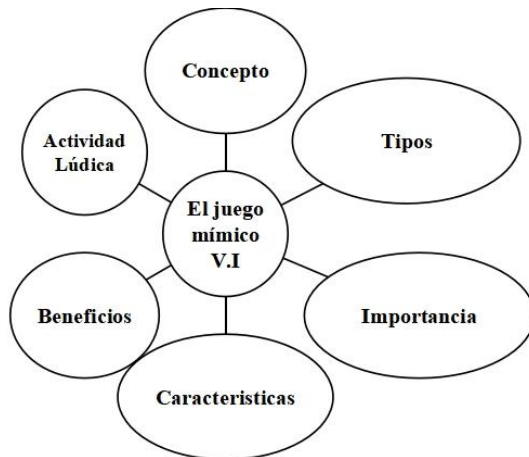 Concepto
Actividad
Lúdica
Tipos
El juego
mímico
V.I
Beneficios
Importancia
Caracteristicas